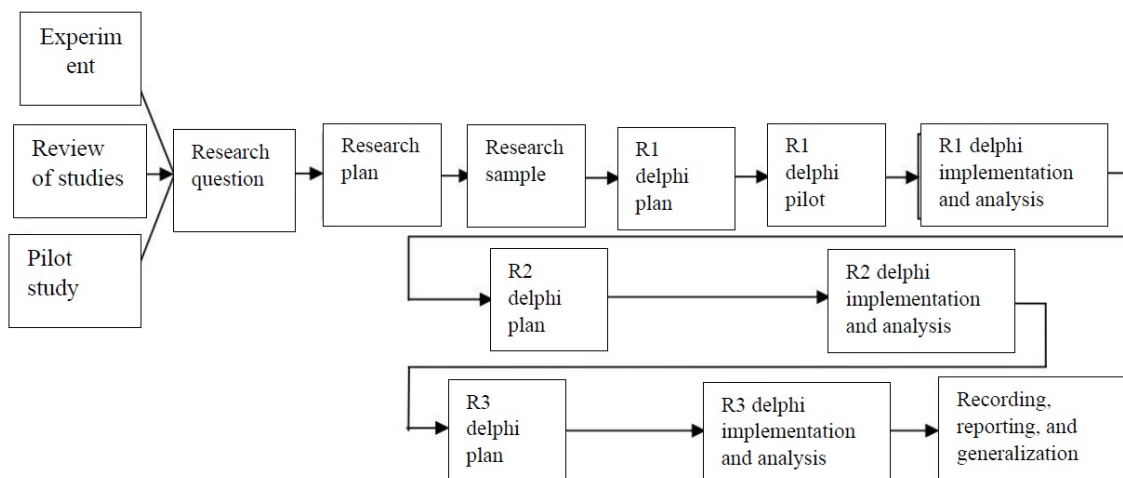 Experim
ent
Review
of studies
Pilot
study
Research
question
Research
plan
Research
sample
R1
delphi
plan
R1
delphi
pilot
R1 delphi
implementation
and analysis
R2
delphi
plan
R2 delphi
implementation
and analysis
R3
delphi
plan
R3 delphi
implementation
and analysis
Recording,
reporting, and
generalization